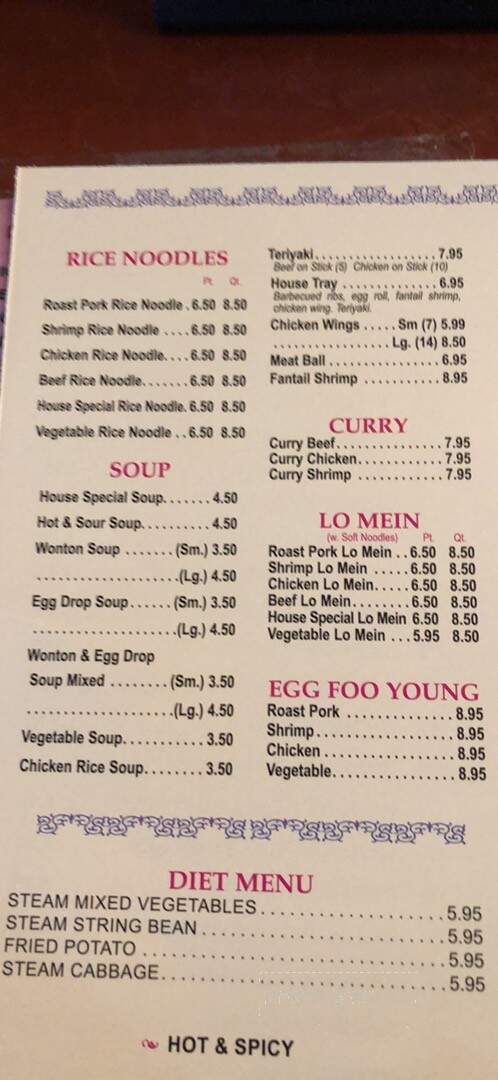 RICE NOODLES
Pt. Qt.
Roast Pork Rice Noodle . 6.50 8.50
Shrimp Rice Noodle .... 6.50 8.50
Chicken Rice Noodle.... 6.50 8.50
Beef Rice Noodle....... 6.50 8.50
House Special Rice Noodle. 6.50 8.50
Vegetable Rice Noodle .. 6.50 8.50
SOUP
House Special Soup....... 4.50
Hot & Sour Soup.......... 4.50
Wonton Soup .......(Sm.) 3.50
....................(Lg.) 4.50
Egg Drop Soup......(Sm.) 3.50
....................(Lg.) 4.50
Wonton & Egg Drop
Soup Mixed ........(Sm.) 3.50
....................(Lg.) 4.50
Vegetable Soup............ 3.50
Chicken Rice Soup........ 3.50
Teriyaki.................. 7.95
Beef on Stick (5) Chicken on Stick (10)
House Tray .............. 6.95
Barbecued ribs, egg roll, fantail shrimp,
chicken wing. Teriyaki.
Chicken Wings ..... Sm (7) 5.99
................. Lg. (14) 8.50
Meat Ball ................ 6.95
Fantail Shrimp ........... 8.95
CURRY
Curry Beef................ 7.95
Curry Chicken............ 7.95
Curry Shrimp ............ 7.95
LO MEIN
(w. Soft Noodles) Pt. Qt.
Roast Pork Lo Mein .. 6.50 8.50
Shrimp Lo Mein ..... 6.50 8.50
Chicken Lo Mein..... 6.50 8.50
Beef Lo Mein........ 6.50 8.50
House Special Lo Mein 6.50 8.50
Vegetable Lo Mein ... 5.95 8.50
EGG FOO YOUNG
Roast Pork ................ 8.95
Shrimp..................... 8.95
Chicken ................... 8.95
Vegetable.................. 8.95
DIET MENU
STEAM MIXED VEGETABLES................... 5.95
STEAM STRING BEAN ......................... 5.95
FRIED POTATO ............................... 5.95
STEAM CABBAGE............................. 5.95
HOT & SPICY